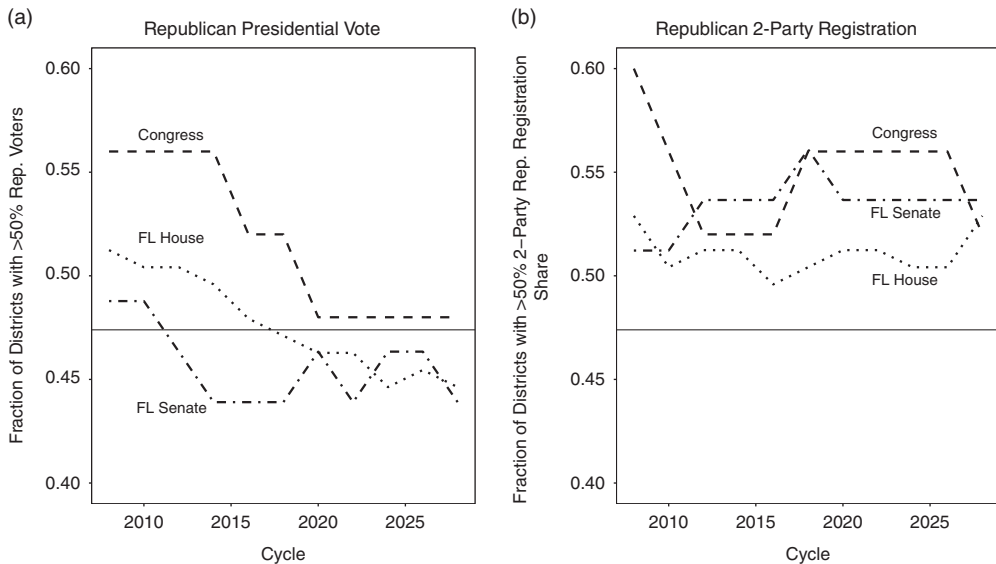 (a)
Republican Presidential Vote
Fraction of Districts with >50% Rep. Voters
0.60
0.55
0.50
0.45
0.40
Congress
FL House
FL Senate
2010 2015 2020 2025
Cycle
(b)
Republican 2-Party Registration
Fraction of Districts with >50% 2−Party Rep. Registration
Share
0.60
0.55
0.50
0.45
0.40
Congress
FL Senate
FL House
2010 2015 2020 2025
Cycle